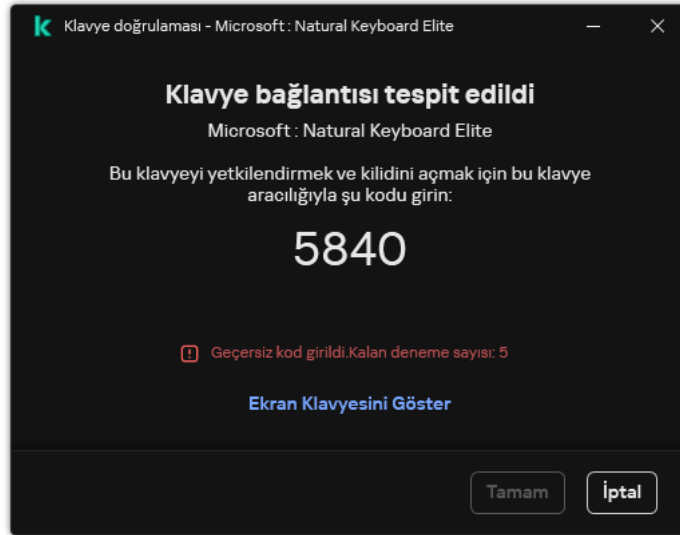 Klavye doğrulaması - Microsoft : Natural Keyboard Elite
Klavye bağlantısı tespit edildi
Microsoft : Natural Keyboard Elite
Bu klavyeyi yetkilendirmek ve kilidini açmak için bu klavye
aracılığıyla şu kodu girin:
5840
Geçersiz kod girildi.Kalan deneme sayısı: 5
Ekran Klavyesini Göster
Tamam
İptal